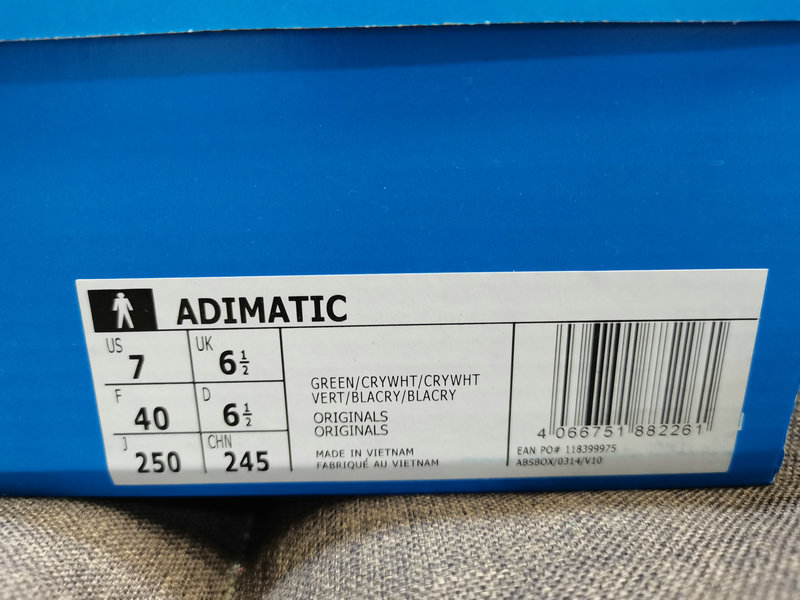 ADIMATIC
US 7 UK 6 1/2
F 40 D 6 1/2
J 250 CHN 245
GREEN/CRYWHT/CRYWHT
VERT/BLACRY/BLACRY
ORIGINALS
ORIGINALS
MADE IN VIETNAM
FABRIQUÉ AU VIETNAM
4 066751 882261
EAN PO# 118399975
ABSBOX/0314/V10